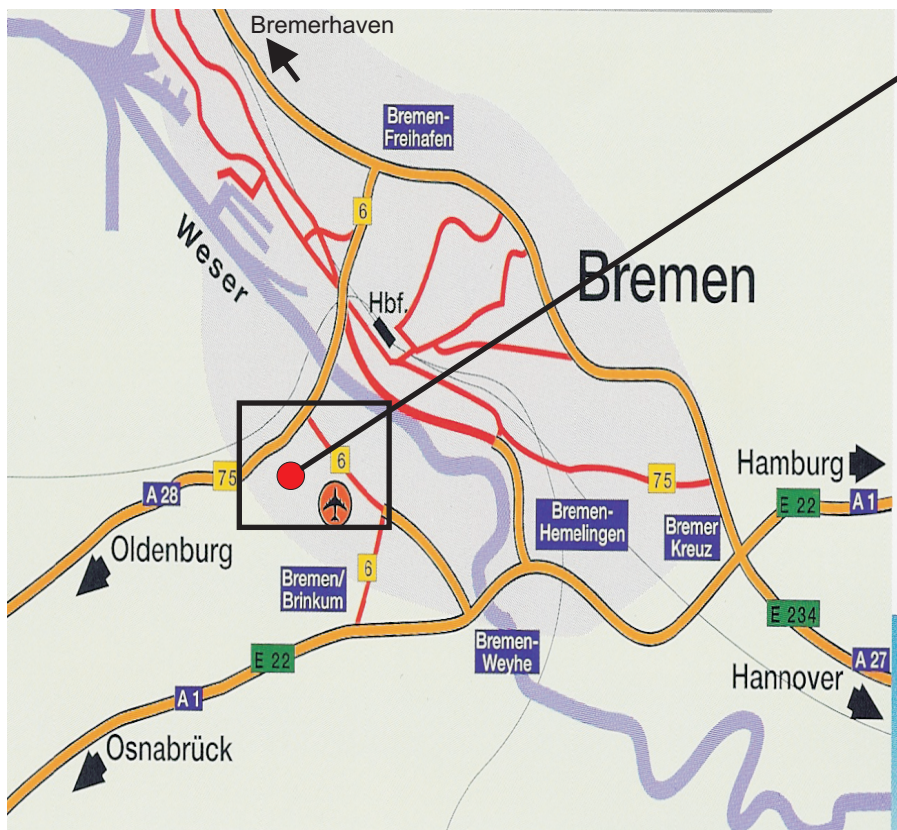 Bremerhaven
Bremen-
Freihafen
6
Weser
Bremen
Hbf.
6
75
75
Hamburg
A 28
E 22
A 1
Bremen-
Hemelingen
Bremer
Kreuz
Oldenburg
Bremen/
Brinkum
6
E 234
Bremen-
Weyhe
E 22
A 27
Hannover
A 1
Osnabrück